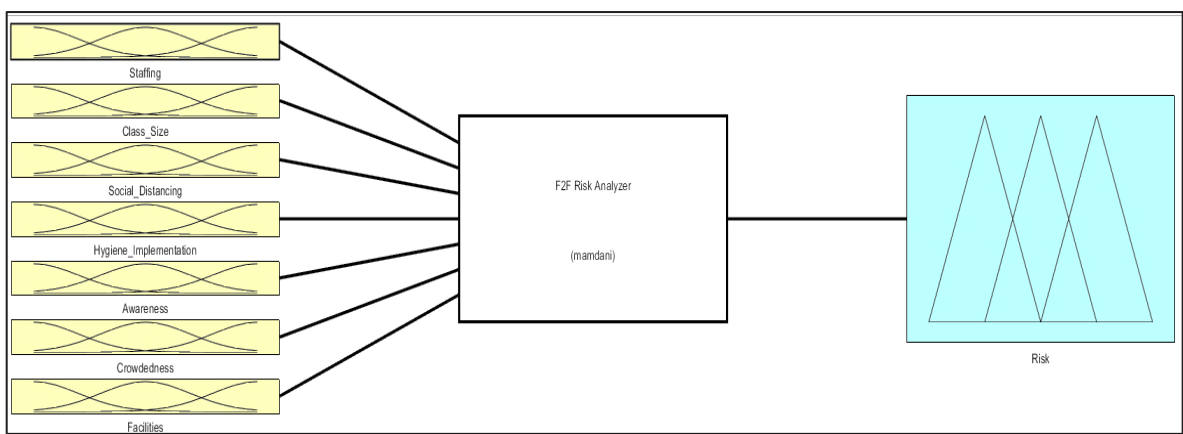 Staffing
Class_Size
Social_Distancing
Hygiene_Implementation
Awareness
Crowdedness
Facilities
F2F Risk Analyzer
(mamdani)
Risk